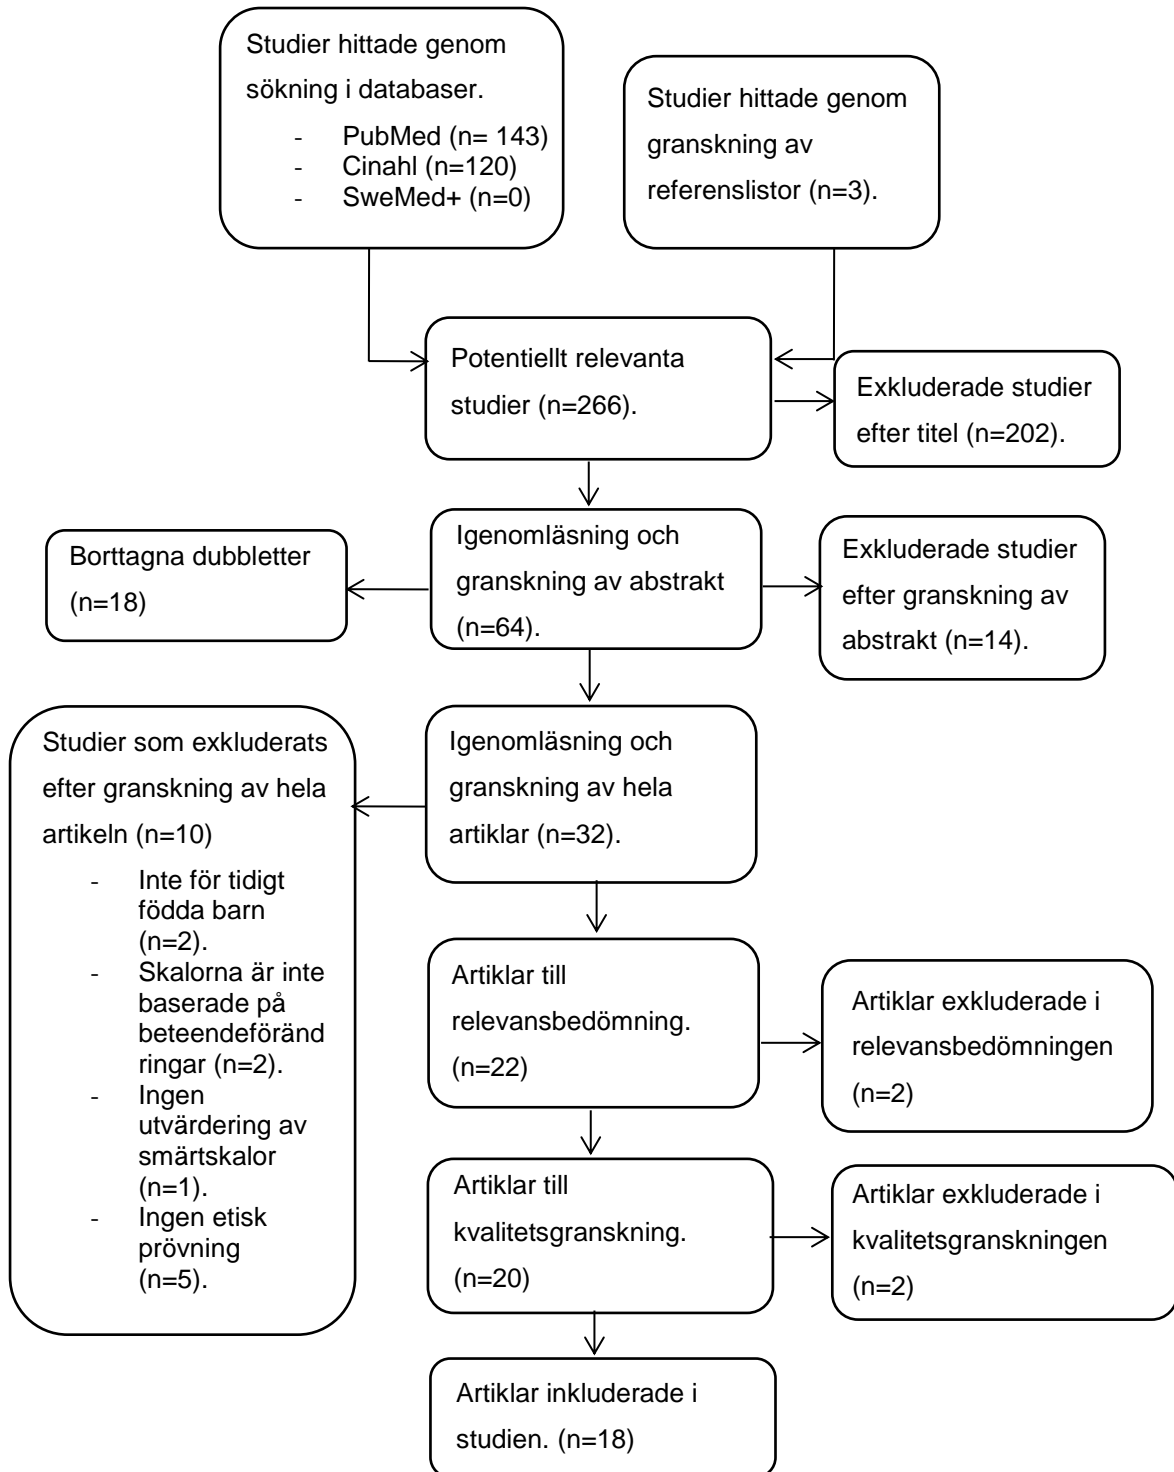 Studier hittade genom
sökning i databaser.
- PubMed (n= 143)
- Cinahl (n=120)
- SweMed+ (n=0)
Studier hittade genom
granskning av
referenslistor (n=3).
Potentiellt relevanta
studier (n=266).
Exkluderade studier
efter titel (n=202).
Igenomläsning och
granskning av abstrakt
(n=64).
Borttagna dubbletter
(n=18)
Exkluderade studier
efter granskning av
abstrakt (n=14).
Igenomläsning och
granskning av hela
artiklar (n=32).
Studier som exkluderats
efter granskning av hela
artikeln (n=10)
- Inte för tidigt
födda barn
(n=2).
- Skalorna är inte
baserade på
beteendeföränd
ringar (n=2).
- Ingen
utvärdering av
smärtskalor
(n=1).
- Ingen etisk
prövning
(n=5).
Artiklar till
relevansbedömning.
(n=22)
Artiklar exkluderade i
relevansbedömningen
(n=2)
Artiklar till
kvalitetsgranskning.
(n=20)
Artiklar exkluderade i
kvalitetsgranskningen
(n=2)
Artiklar inkluderade i
studien. (n=18)